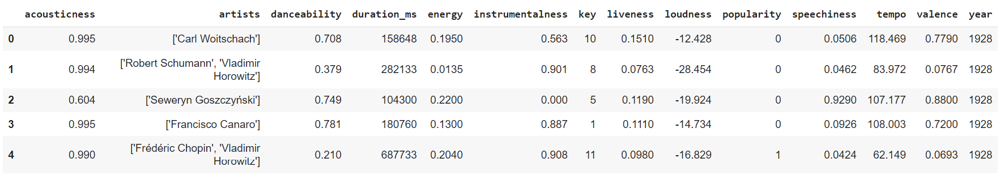 acousticness artists danceability duration_ms energy instrumentalness key liveness loudness popularity speechiness tempo valence year
0 0.995 ['Carl Woitschach'] 0.708 158648 0.1950 0.563 10 0.1510 -12.428 0 0.0506 118.469 0.7790 1928
['Robert Schumann', 'Vladimir
1 0.994 0.379 282133 0.0135 0.901 8 0.0763 -28.454 0 0.0462 83.972 0.0767 1928
Horowitz']
2 0.604 ['Seweryn Goszczyński'] 0.749 104300 0.2200 0.000 5 0.1190 -19.924 0 0.9290 107.177 0.8800 1928
3 0.995 ['Francisco Canaro'] 0.781 180760 0.1300 0.887 1 0.1110 -14.734 0 0.0926 108.003 0.7200 1928
['Frédéric Chopin', 'Vladimir
4 0.990 0.210 687733 0.2040 0.908 11 0.0980 -16.829 1 0.0424 62.149 0.0693 1928
Horowitz']